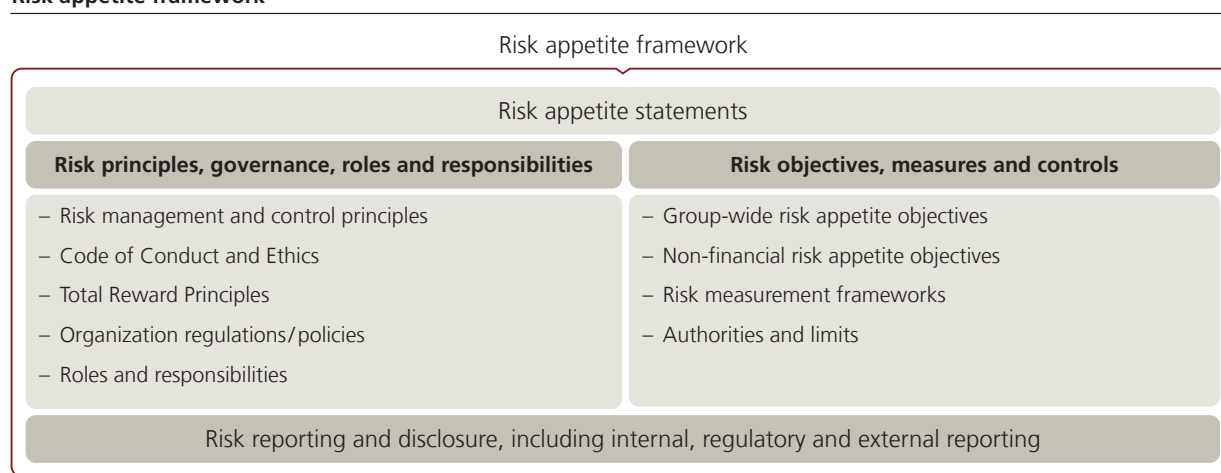 Risk appetite framework
Risk appetite framework
Risk appetite statements
Risk principles, governance, roles and responsibilities
– Risk management and control principles
– Code of Conduct and Ethics
– Total Reward Principles
– Organization regulations/policies
– Roles and responsibilities
Risk objectives, measures and controls
– Group-wide risk appetite objectives
– Non-financial risk appetite objectives
– Risk measurement frameworks
– Authorities and limits
Risk reporting and disclosure, including internal, regulatory and external reporting